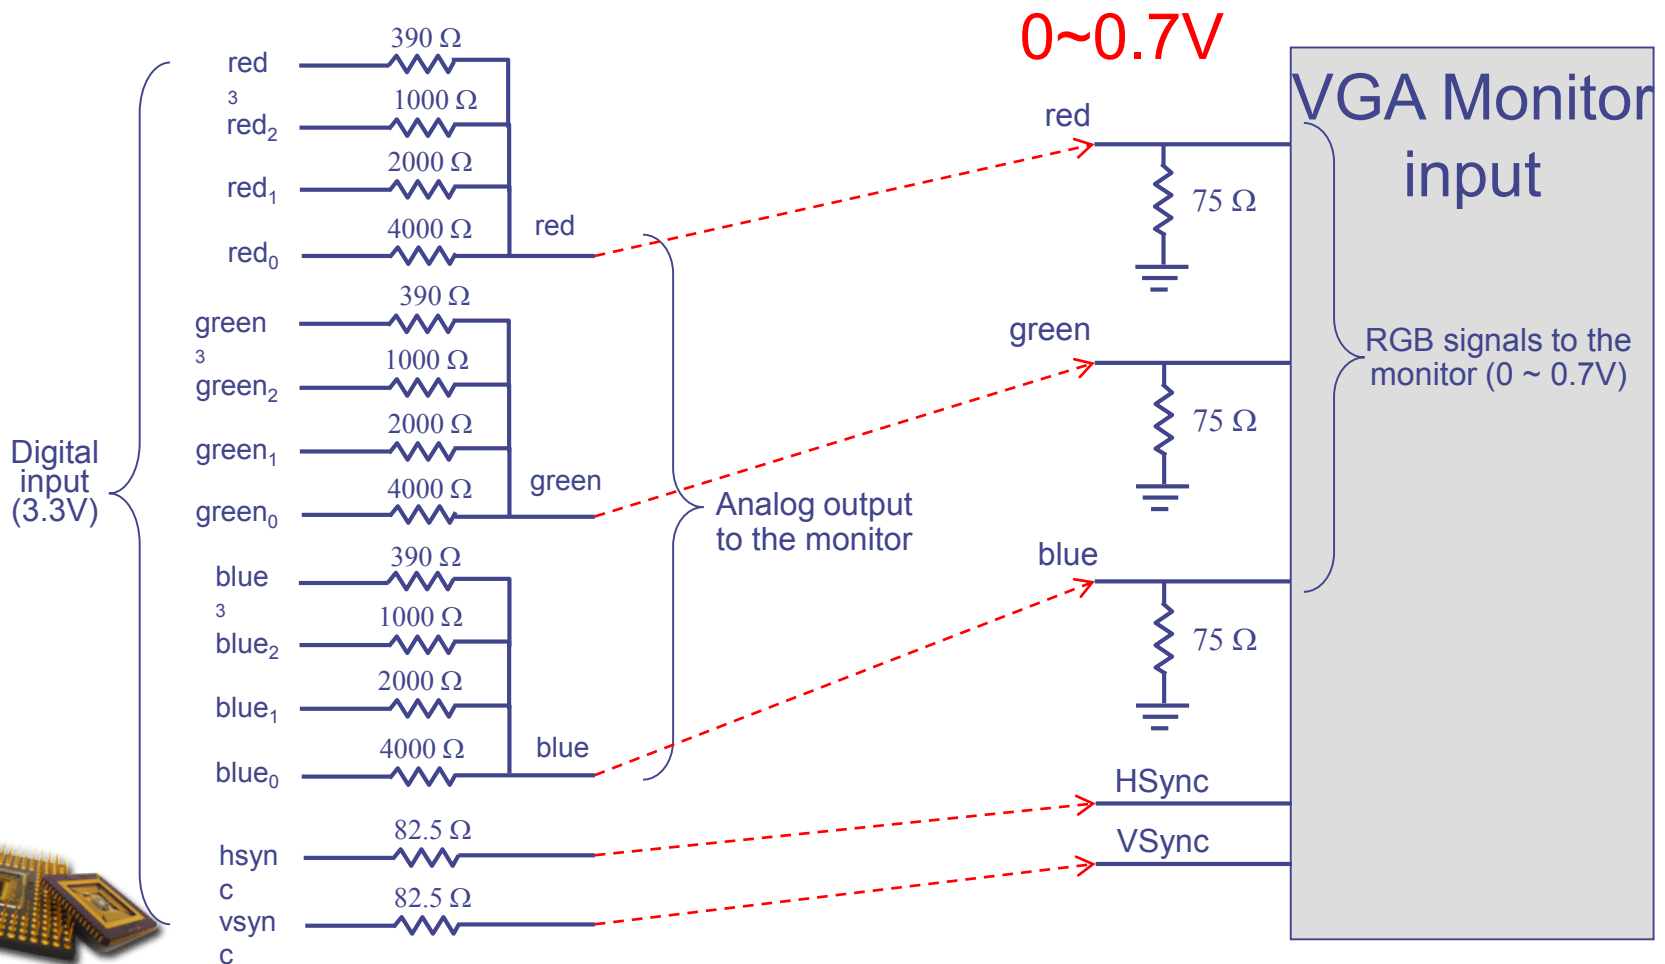 0~0.7V
VGA Monitor
input
Digital
input
(3.3V)
red
3
390 Ω
red2
1000 Ω
red1
2000 Ω
red0
4000 Ω
red
green
3
390 Ω
green2
1000 Ω
green1
2000 Ω
green0
4000 Ω
green
blue
3
390 Ω
blue2
1000 Ω
blue1
2000 Ω
blue0
4000 Ω
blue
hsyn
c
82.5 Ω
vsyn
c
82.5 Ω
Analog output
to the monitor
red
75 Ω
green
75 Ω
blue
75 Ω
HSync
VSync
RGB signals to the
monitor (0 ~ 0.7V)